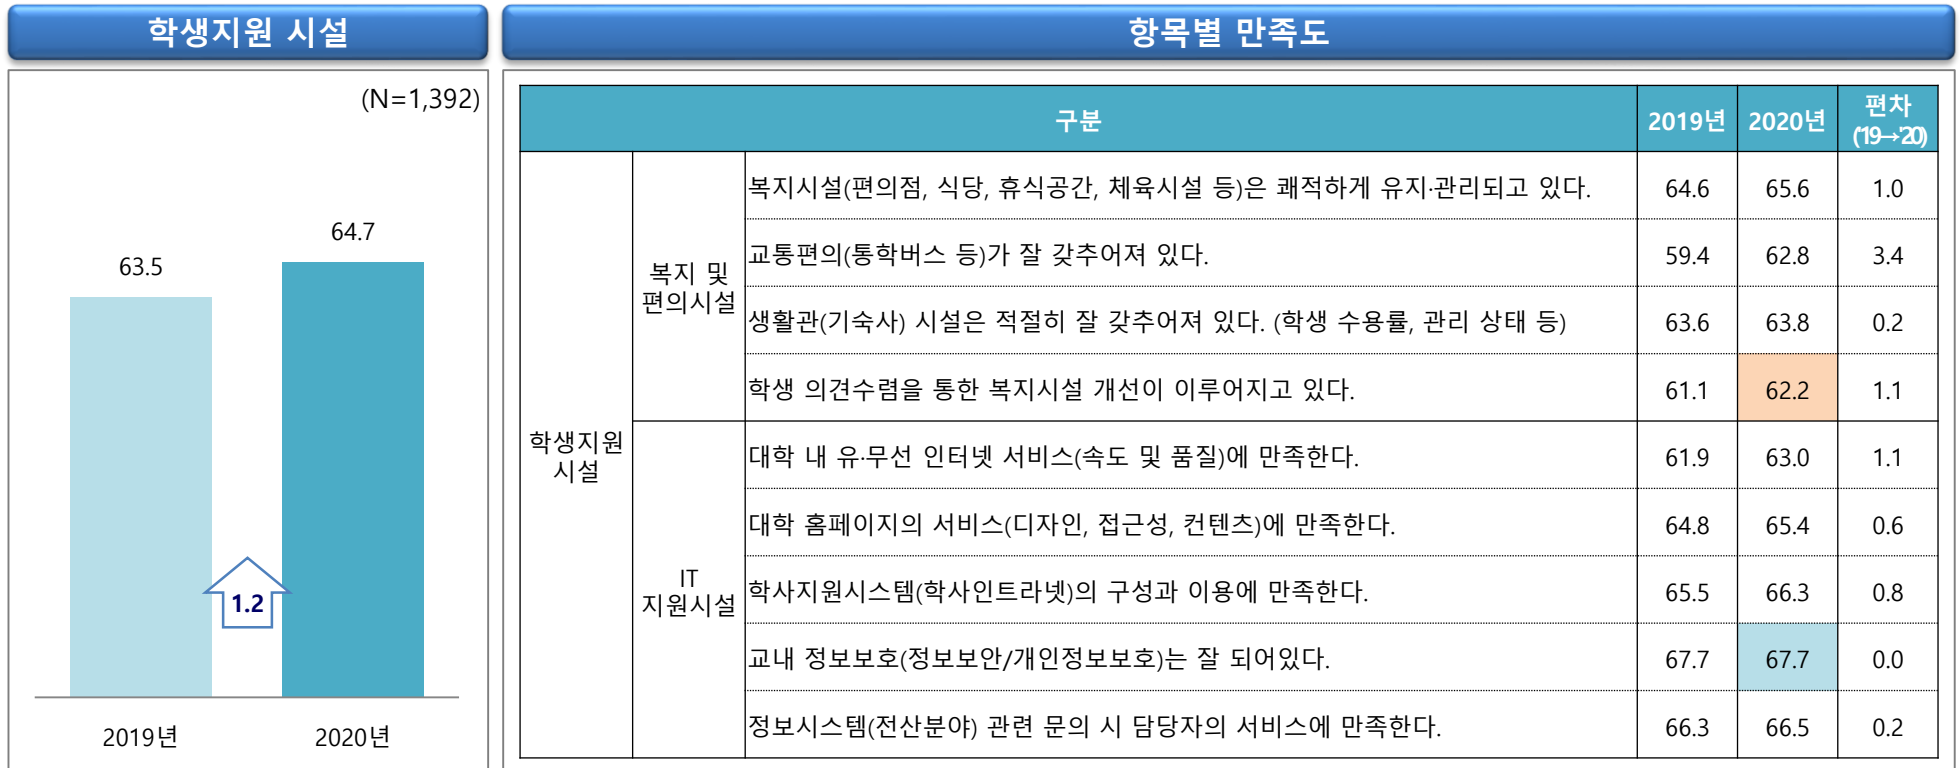 학생지원 시설
항목별 만족도
(N=1,392)
63.5
64.7
1.2
2019년
2020년
구분
2019년
2020년
편차
('19→'20)
학생지원
시설
복지 및
편의시설
복지시설(편의점, 식당, 휴식공간, 체육시설 등)은 쾌적하게 유지·관리되고 있다.
64.6
65.6
1.0
교통편의(통학버스 등)가 잘 갖추어져 있다.
59.4
62.8
3.4
생활관(기숙사) 시설은 적절히 잘 갖추어져 있다. (학생 수용률, 관리 상태 등)
63.6
63.8
0.2
학생 의견수렴을 통한 복지시설 개선이 이루어지고 있다.
61.1
62.2
1.1
IT
지원시설
대학 내 유·무선 인터넷 서비스(속도 및 품질)에 만족한다.
61.9
63.0
1.1
대학 홈페이지의 서비스(디자인, 접근성, 컨텐츠)에 만족한다.
64.8
65.4
0.6
학사지원시스템(학사인트라넷)의 구성과 이용에 만족한다.
65.5
66.3
0.8
교내 정보보호(정보보안/개인정보보호)는 잘 되어있다.
67.7
67.7
0.0
정보시스템(전산분야) 관련 문의 시 담당자의 서비스에 만족한다.
66.3
66.5
0.2